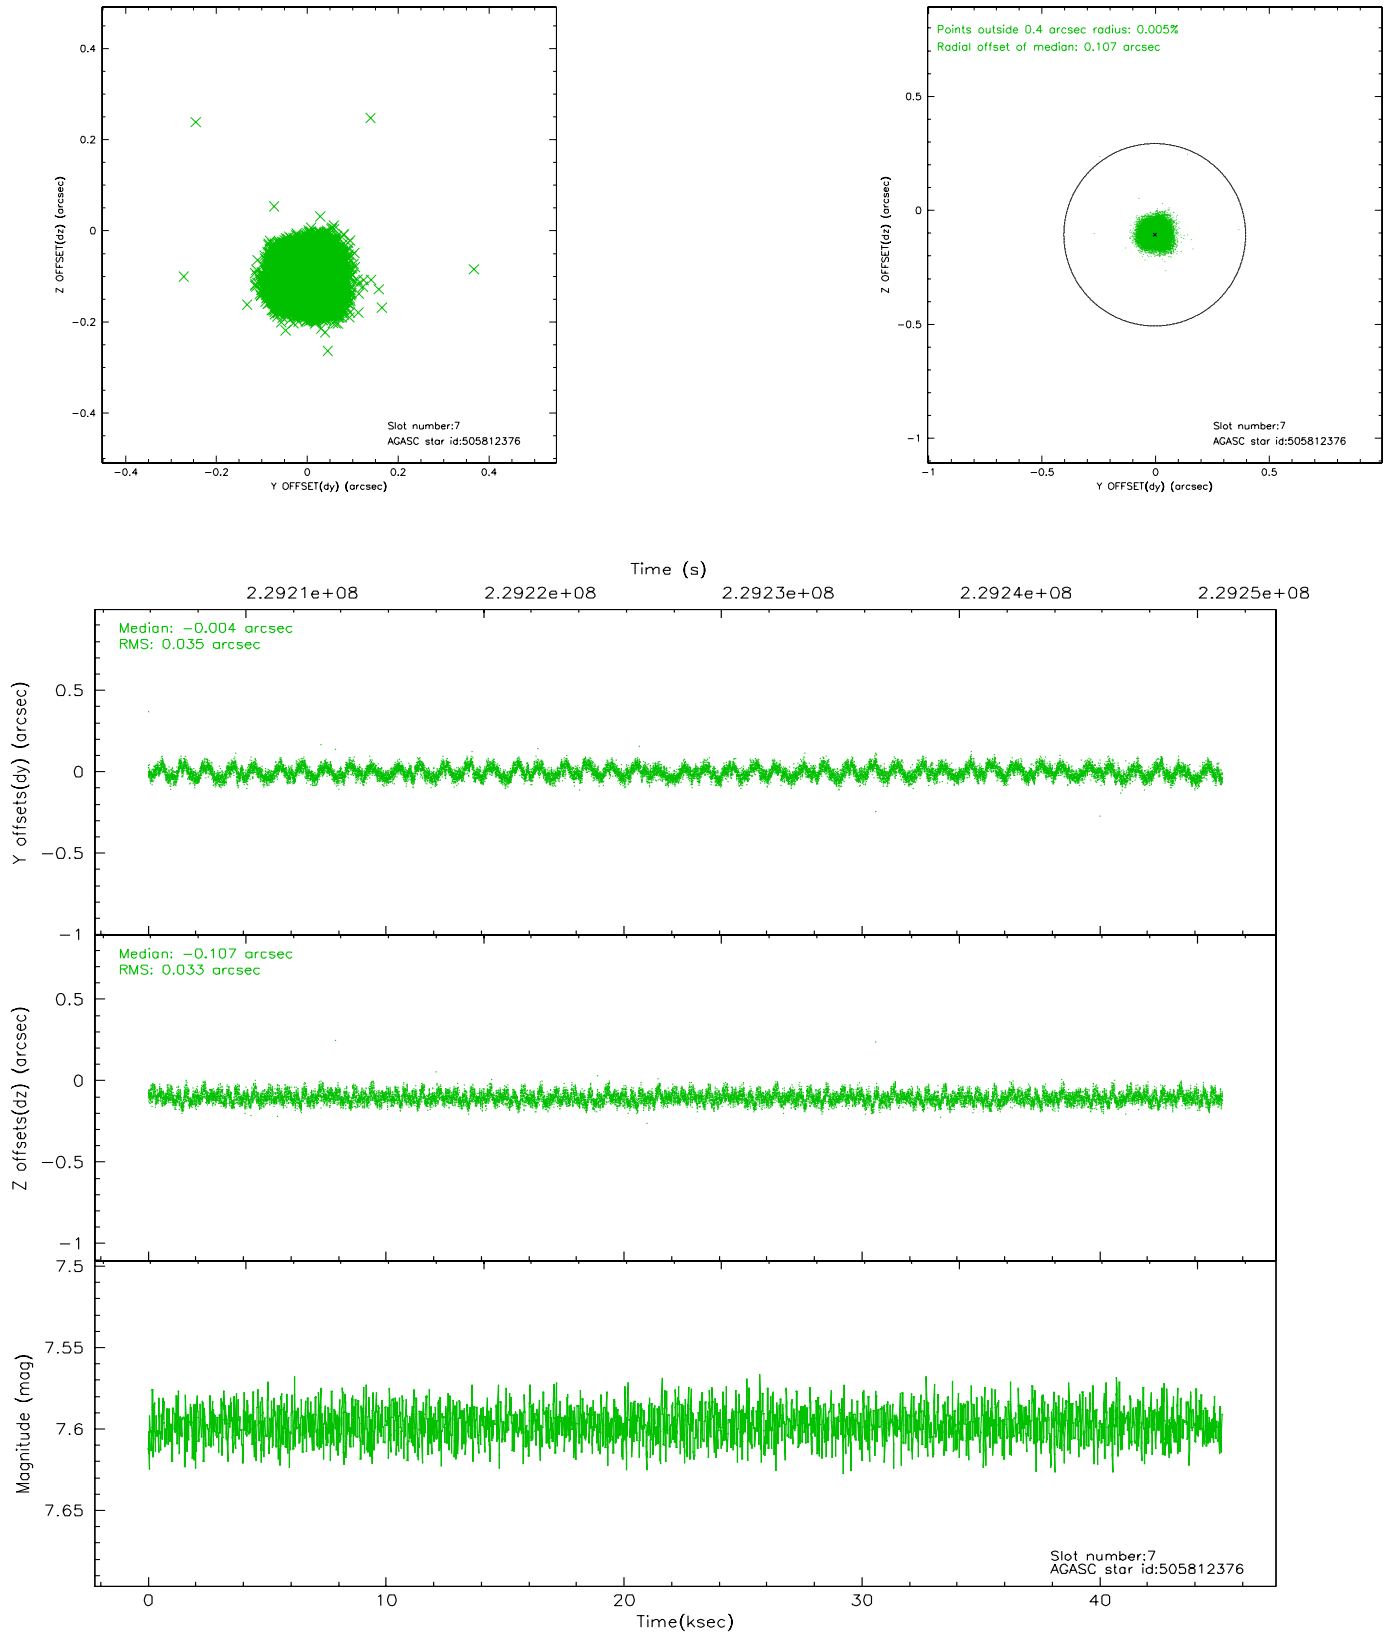 0.4
0.2
0
−0.2
−0.4
Z OFFSET(dz) (arcsec)
Slot number:7
AGASC star id:505812376
−0.4 −0.2 0 0.2 0.4
Y OFFSET(dy) (arcsec)
Points outside 0.4 arcsec radius: 0.005%
Radial offset of median: 0.107 arcsec
0.5
0
−0.5
−1
Z OFFSET(dz) (arcsec)
Slot number:7
AGASC star id:505812376
−1 −0.5 0 0.5
Y OFFSET(dy) (arcsec)
Time (s)
2.2921e+08 2.2922e+08 2.2923e+08 2.2924e+08 2.2925e+08
Median: −0.004 arcsec
RMS: 0.035 arcsec
0.5
0
−0.5
−1
Y offsets(dy) (arcsec)
Median: −0.107 arcsec
RMS: 0.033 arcsec
0.5
0
−0.5
−1
Z offsets(dz) (arcsec)
7.5
7.55
7.6
7.65
Magnitude (mag)
Slot number:7
AGASC star id:505812376
0 10 20 30 40
Time(ksec)